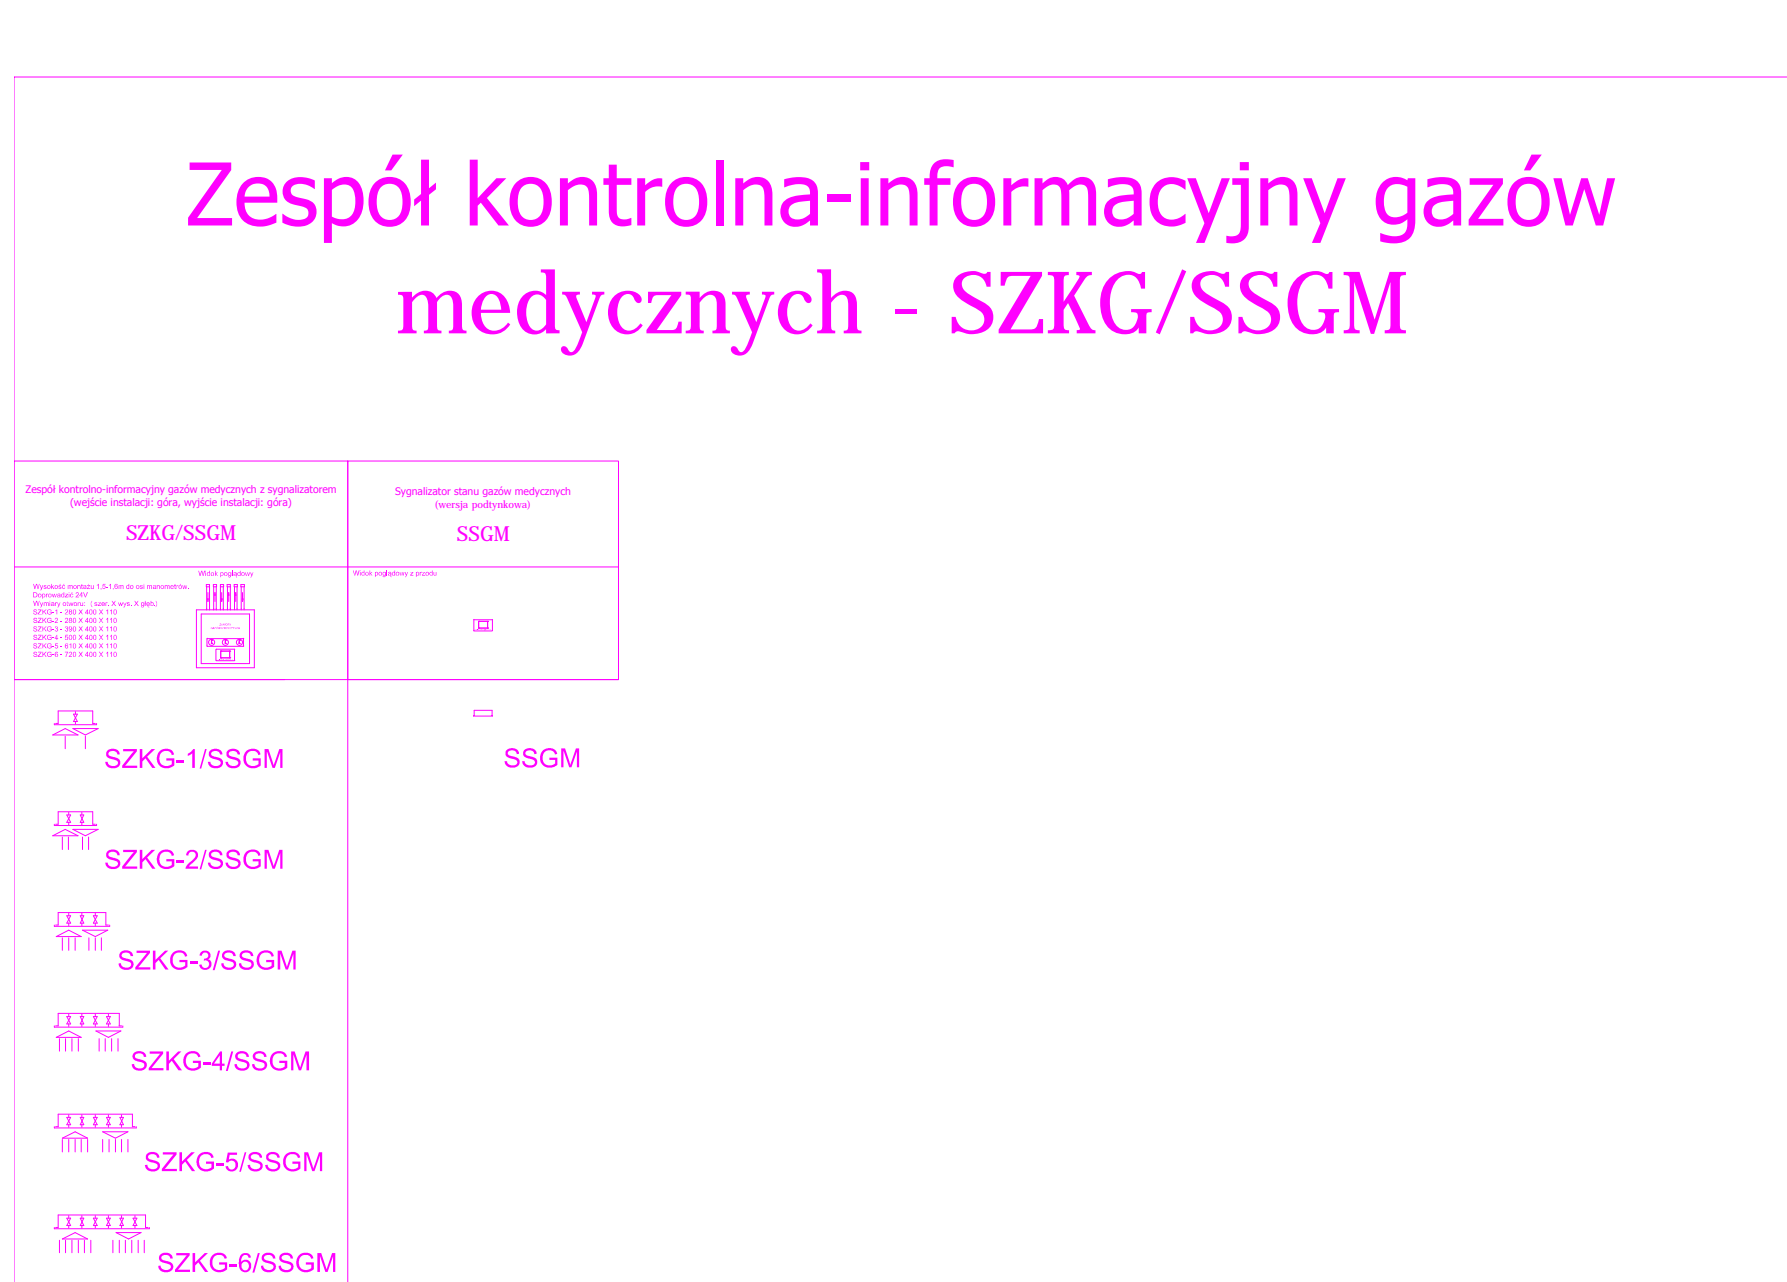 Zespół kontrolna-informacyjny gazów
medycznych - SZKG/SSGM
Zespół kontrolno-informacyjny gazów medycznych z sygnalizatorem
(wejście instalacji: góra, wyjście instalacji: góra)
SZKG/SSGM
Sygnalizator stanu gazów medycznych
(wersja podtynkowa)
SSGM
Widok poglądowy
Wysokość montażu 1.5-1.6m do osi manometrów.
Doprowadzić 24V
Wymiary otworu: ( szer. X wys. X głęb.)
SZKG-1 - 280 X 400 X 110
SZKG-2 - 280 X 400 X 110
SZKG-3 - 390 X 400 X 110
SZKG-4 - 500 X 400 X 110
SZKG-5 - 610 X 400 X 110
SZKG-6 - 720 X 400 X 110
Widok poglądowy z przodu
SZKG-1/SSGM
SSGM
SZKG-2/SSGM
SZKG-3/SSGM
SZKG-4/SSGM
SZKG-5/SSGM
SZKG-6/SSGM